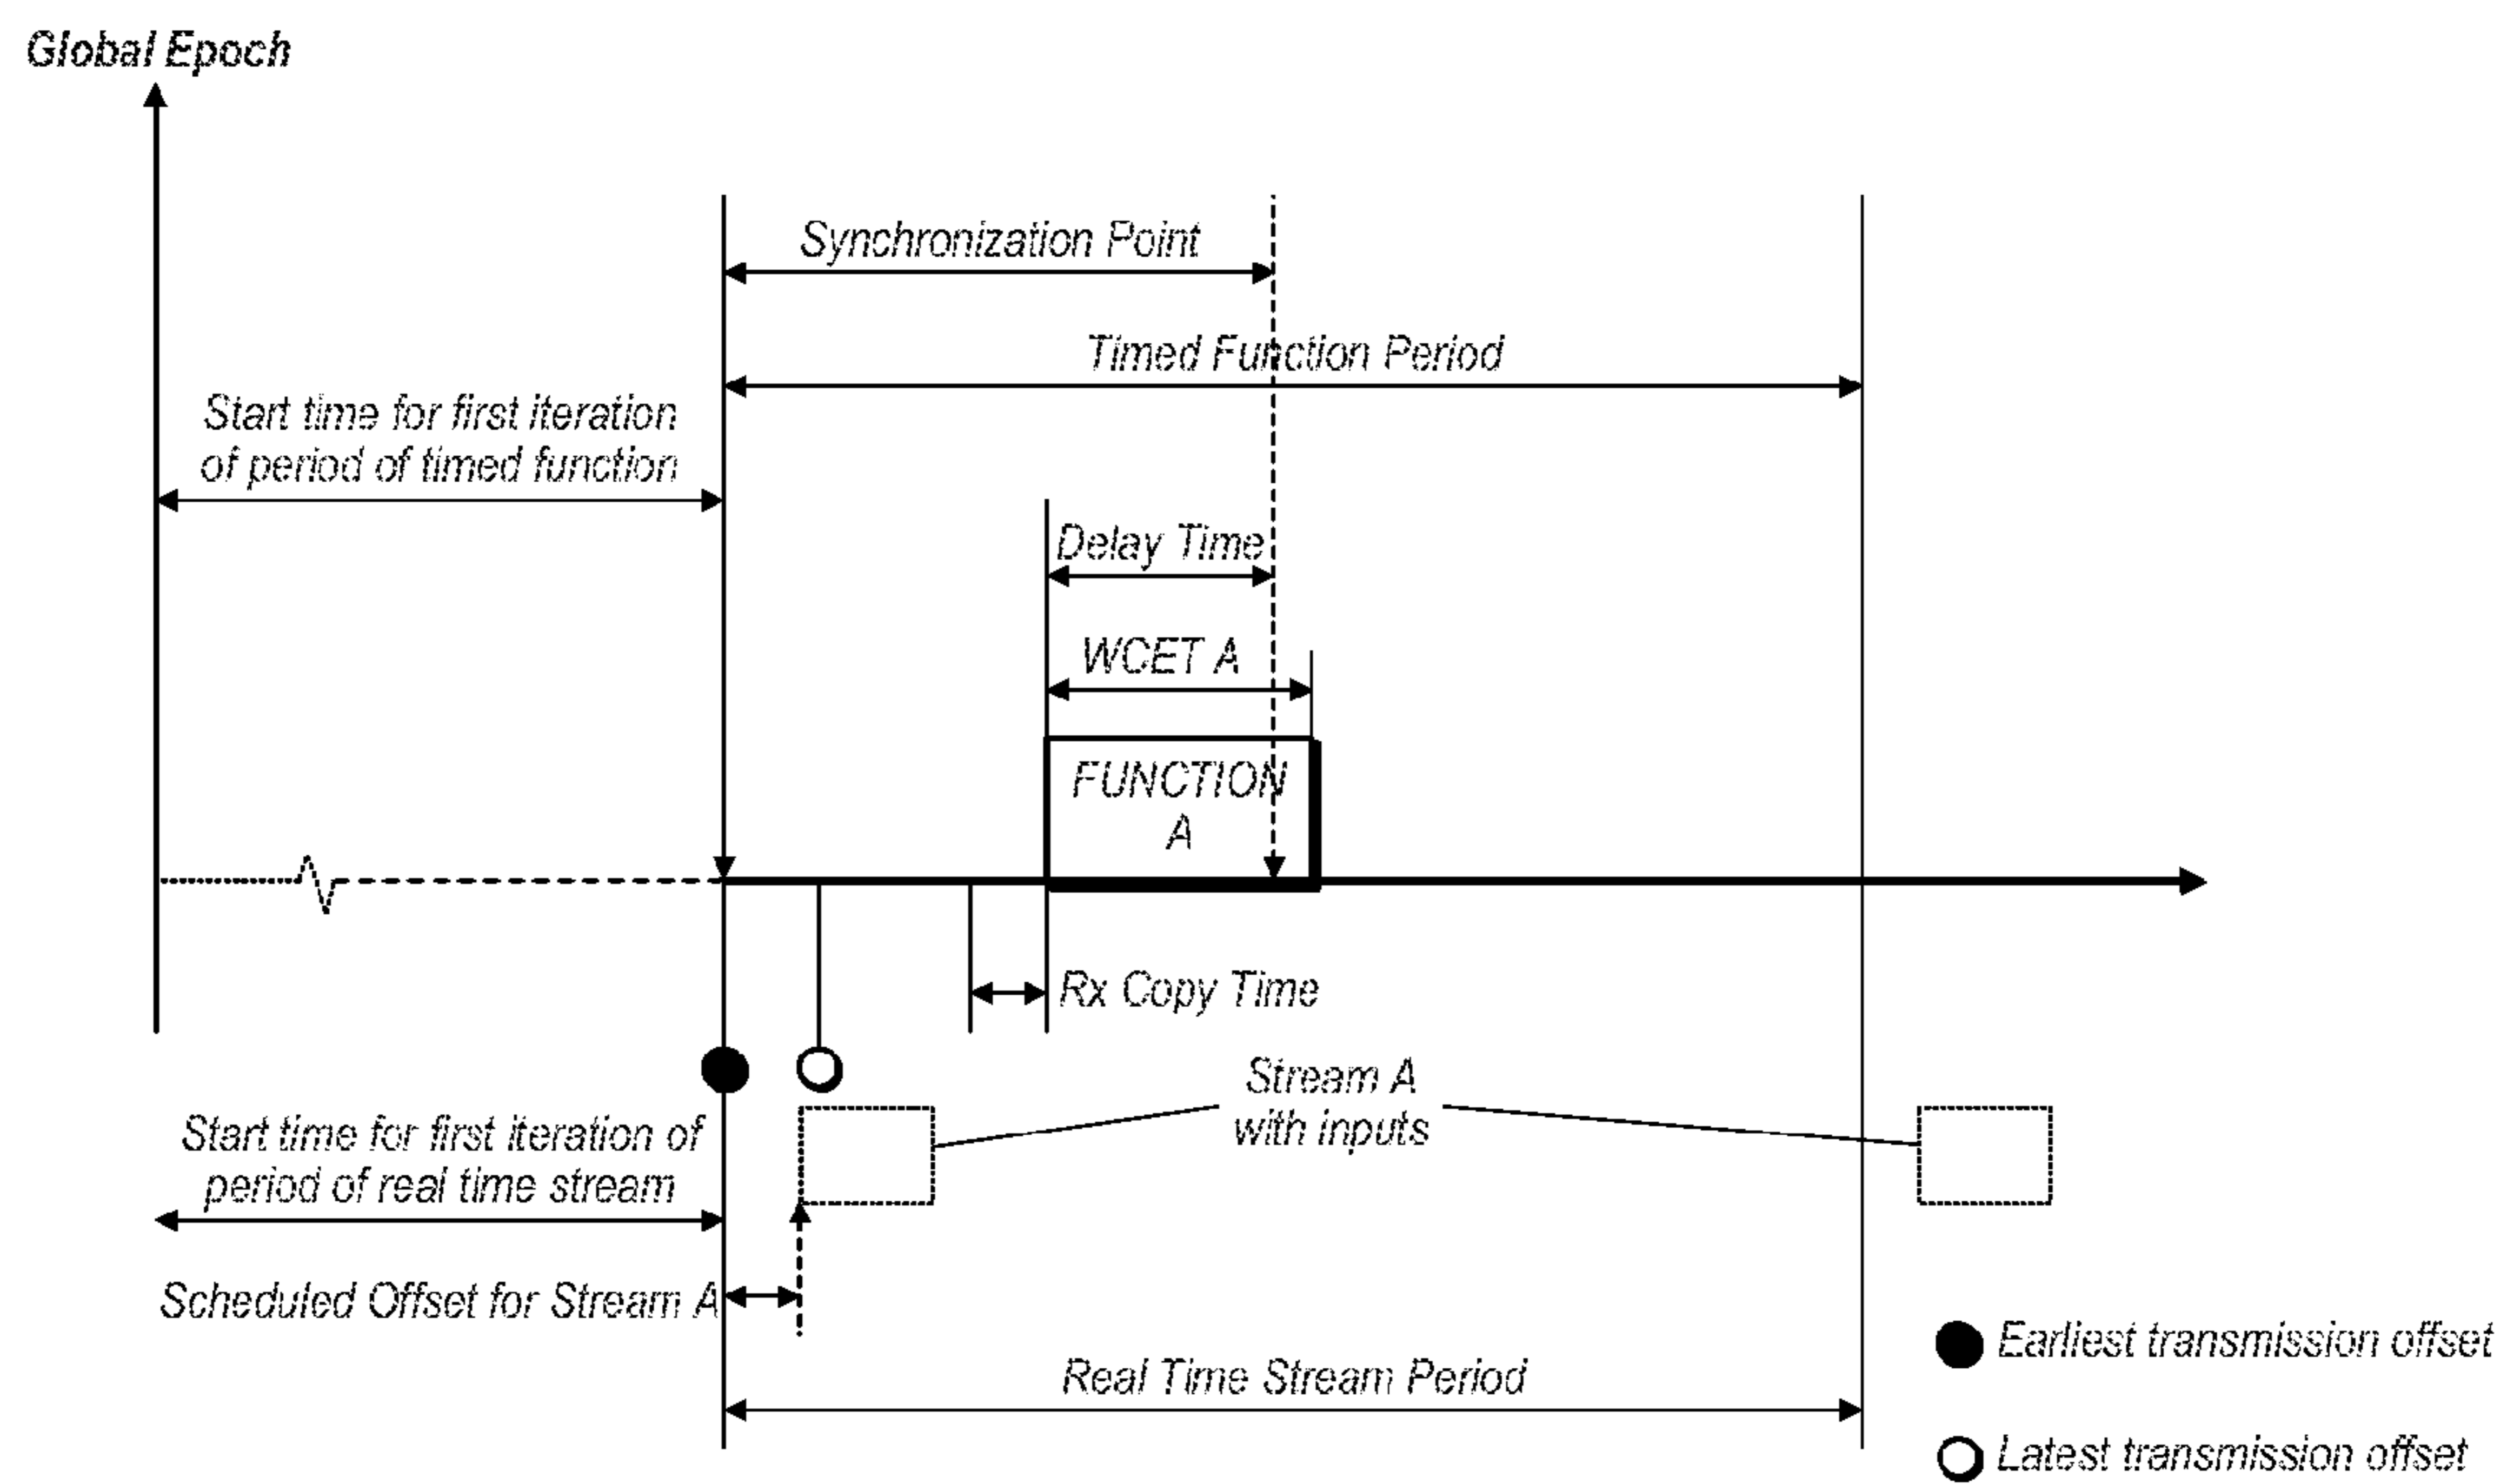 Global Epoch
Synchronization Point
Timed Function Period
Start time for first iteration
of period of timed function
Delay Time
WCET A
FUNCTION
A
Rx Copy Time
Stream A
with inputs
Start time for first iteration of
period of real time stream
Scheduled Offset for Stream A
Earliest transmission offset
Real Time Stream Period
Latest transmission offset